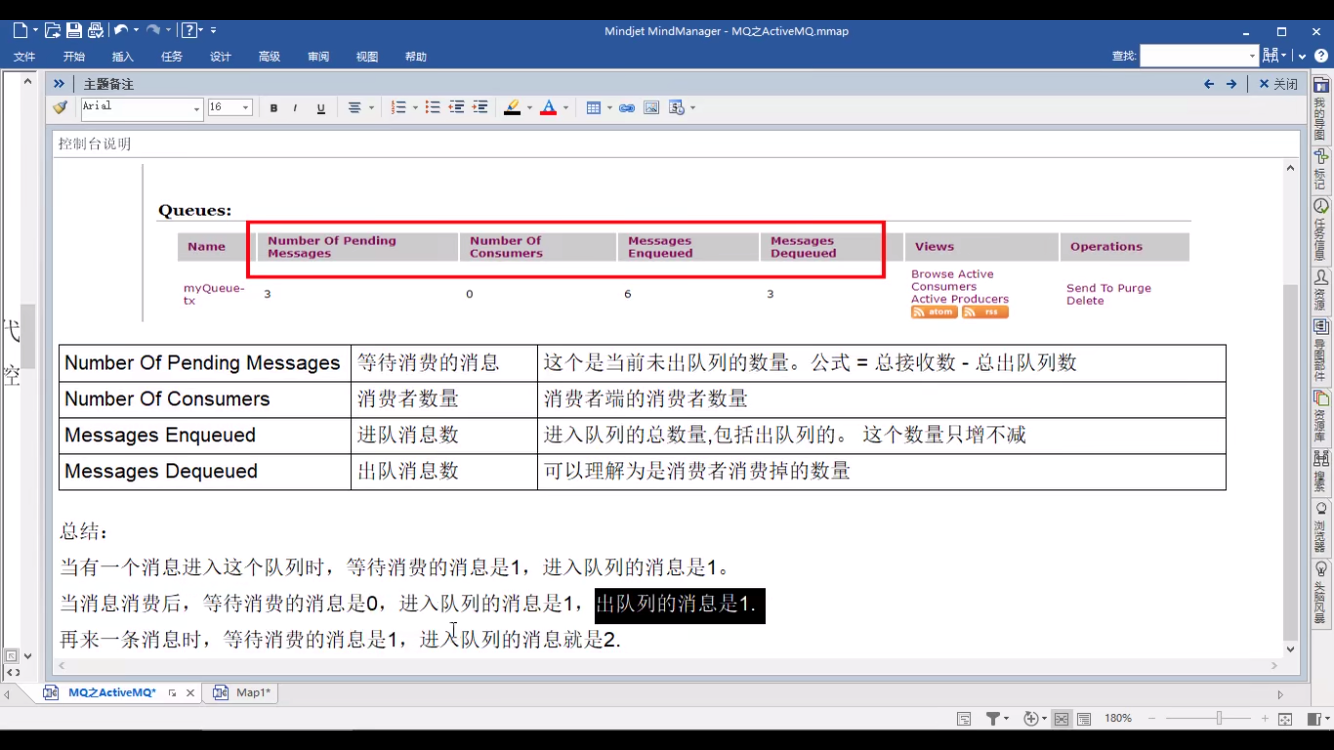 Mindjet MindManager - MQ之ActiveMQ.mmap
文件 开始 插入 任务 设计 高级 审阅 视图 帮助 查找:
主题备注 关闭
Arial 16 B I U A
控制台说明
Queues:
Name Number Of Pending Messages Number Of Consumers Messages Enqueued Messages Dequeued Views Operations
myQueue-tx 3 0 6 3 Browse Active Consumers Active Producers atom rss Send To Purge Delete
Number Of Pending Messages 等待消费的消息 这个是当前未出队列的数量。公式 = 总接收数 - 总出队列数
Number Of Consumers 消费者数量 消费者端的消费者数量
Messages Enqueued 进队消息数 进入队列的总数量,包括出队列的。 这个数量只增不减
Messages Dequeued 出队消息数 可以理解为是消费者消费掉的数量
总结:
当有一个消息进入这个队列时，等待消费的消息是1，进入队列的消息是1。
当消息消费后，等待消费的消息是0，进入队列的消息是1，出队列的消息是1.
再来一条消息时，等待消费的消息是1，进入队列的消息就是2.
代
空
我的导图
标记
任务信息
资源
导图部件
资源库
搜索
浏览器
头脑风暴
MQ之ActiveMQ* Map1*
180%